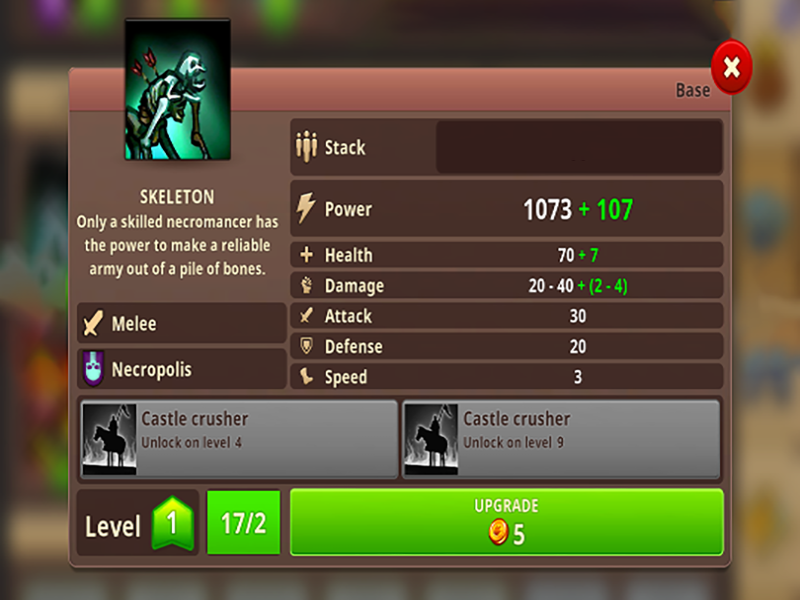 Base
SKELETON
Only a skilled necromancer has
the power to make a reliable
army out of a pile of bones.
Melee
Necropolis
Stack
Power 1073 + 107
Health 70 + 7
Damage 20 - 40 + (2 - 4)
Attack 30
Defense 20
Speed 3
Castle crusher
Unlock on level 4
Castle crusher
Unlock on level 9
Level 1
17/2
UPGRADE
5